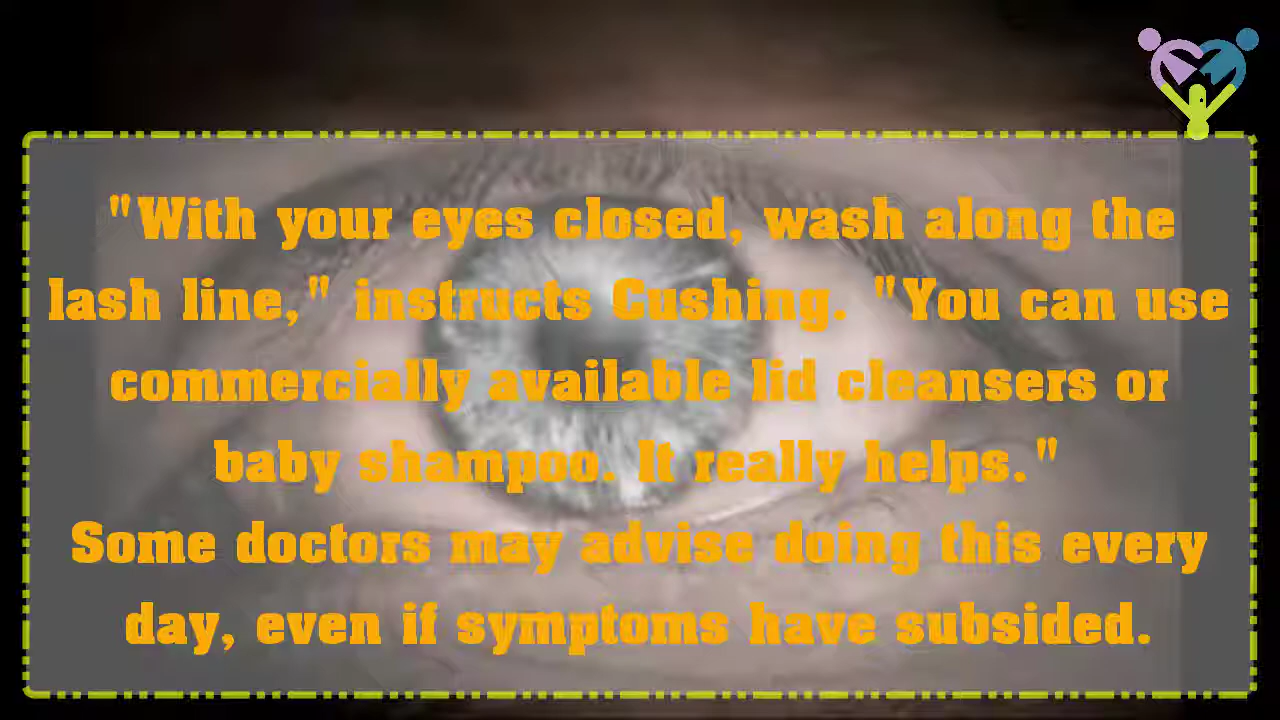 "With your eyes closed, wash along the
lash line," instructs Cushing. "You can use
commercially available lid cleansers or
baby shampoo. It really helps."
Some doctors may advise doing this every
day, even if symptoms have subsided.